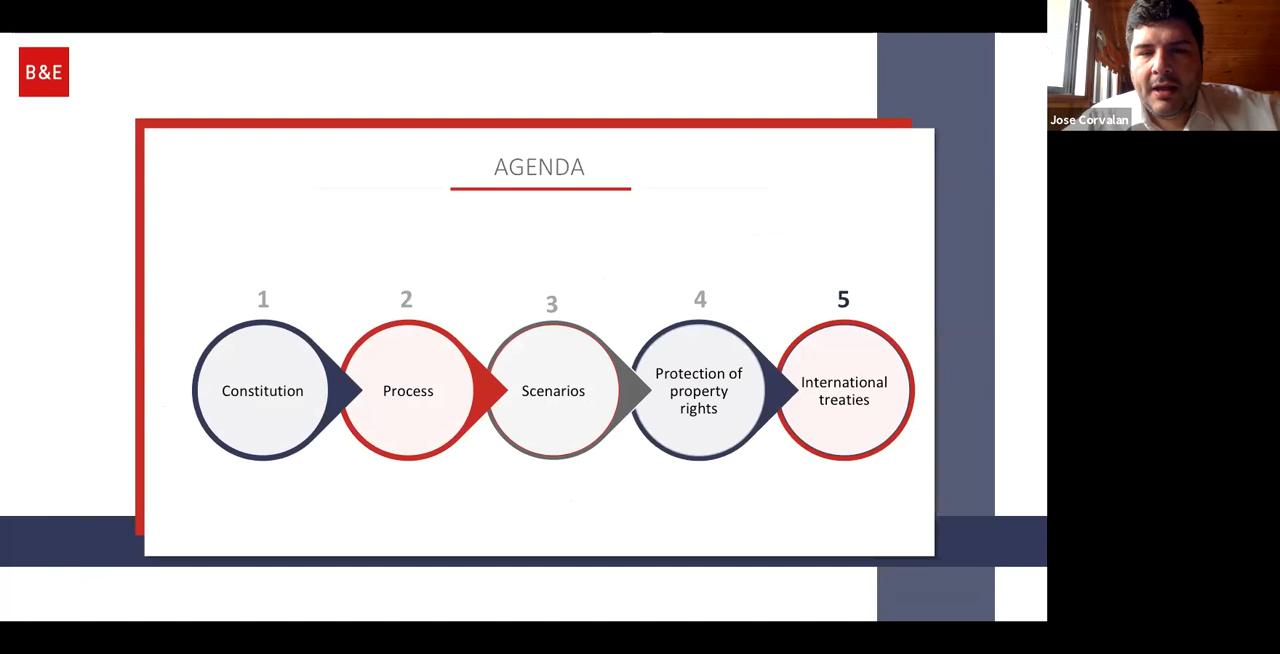 B&E
Jose Corvalan
AGENDA
1
2
3
4
5
Constitution
Process
Scenarios
Protection of
property
rights
International
treaties